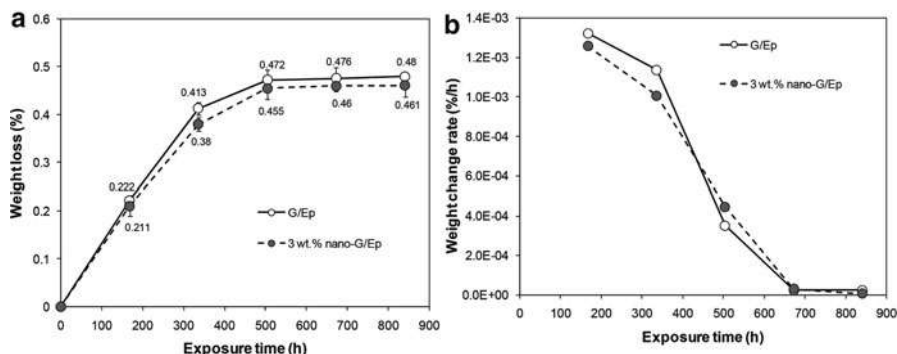 a
Weight loss (%)
0.6
0.5
0.4
0.3
0.2
0.1
0
0.222
0.211
0.413
0.38
0.472
0.455
0.476
0.46
0.48
0.461
G/Ep
3 wt.% nano-G/Ep
0 100 200 300 400 500 600 700 800 900
Exposure time (h)
b
Weight change rate (%/h)
1.4E-03
1.2E-03
1.0E-03
8.0E-04
6.0E-04
4.0E-04
2.0E-04
0.0E+00
G/Ep
3 wt.% nano-G/Ep
0 100 200 300 400 500 600 700 800 900
Exposure time (h)